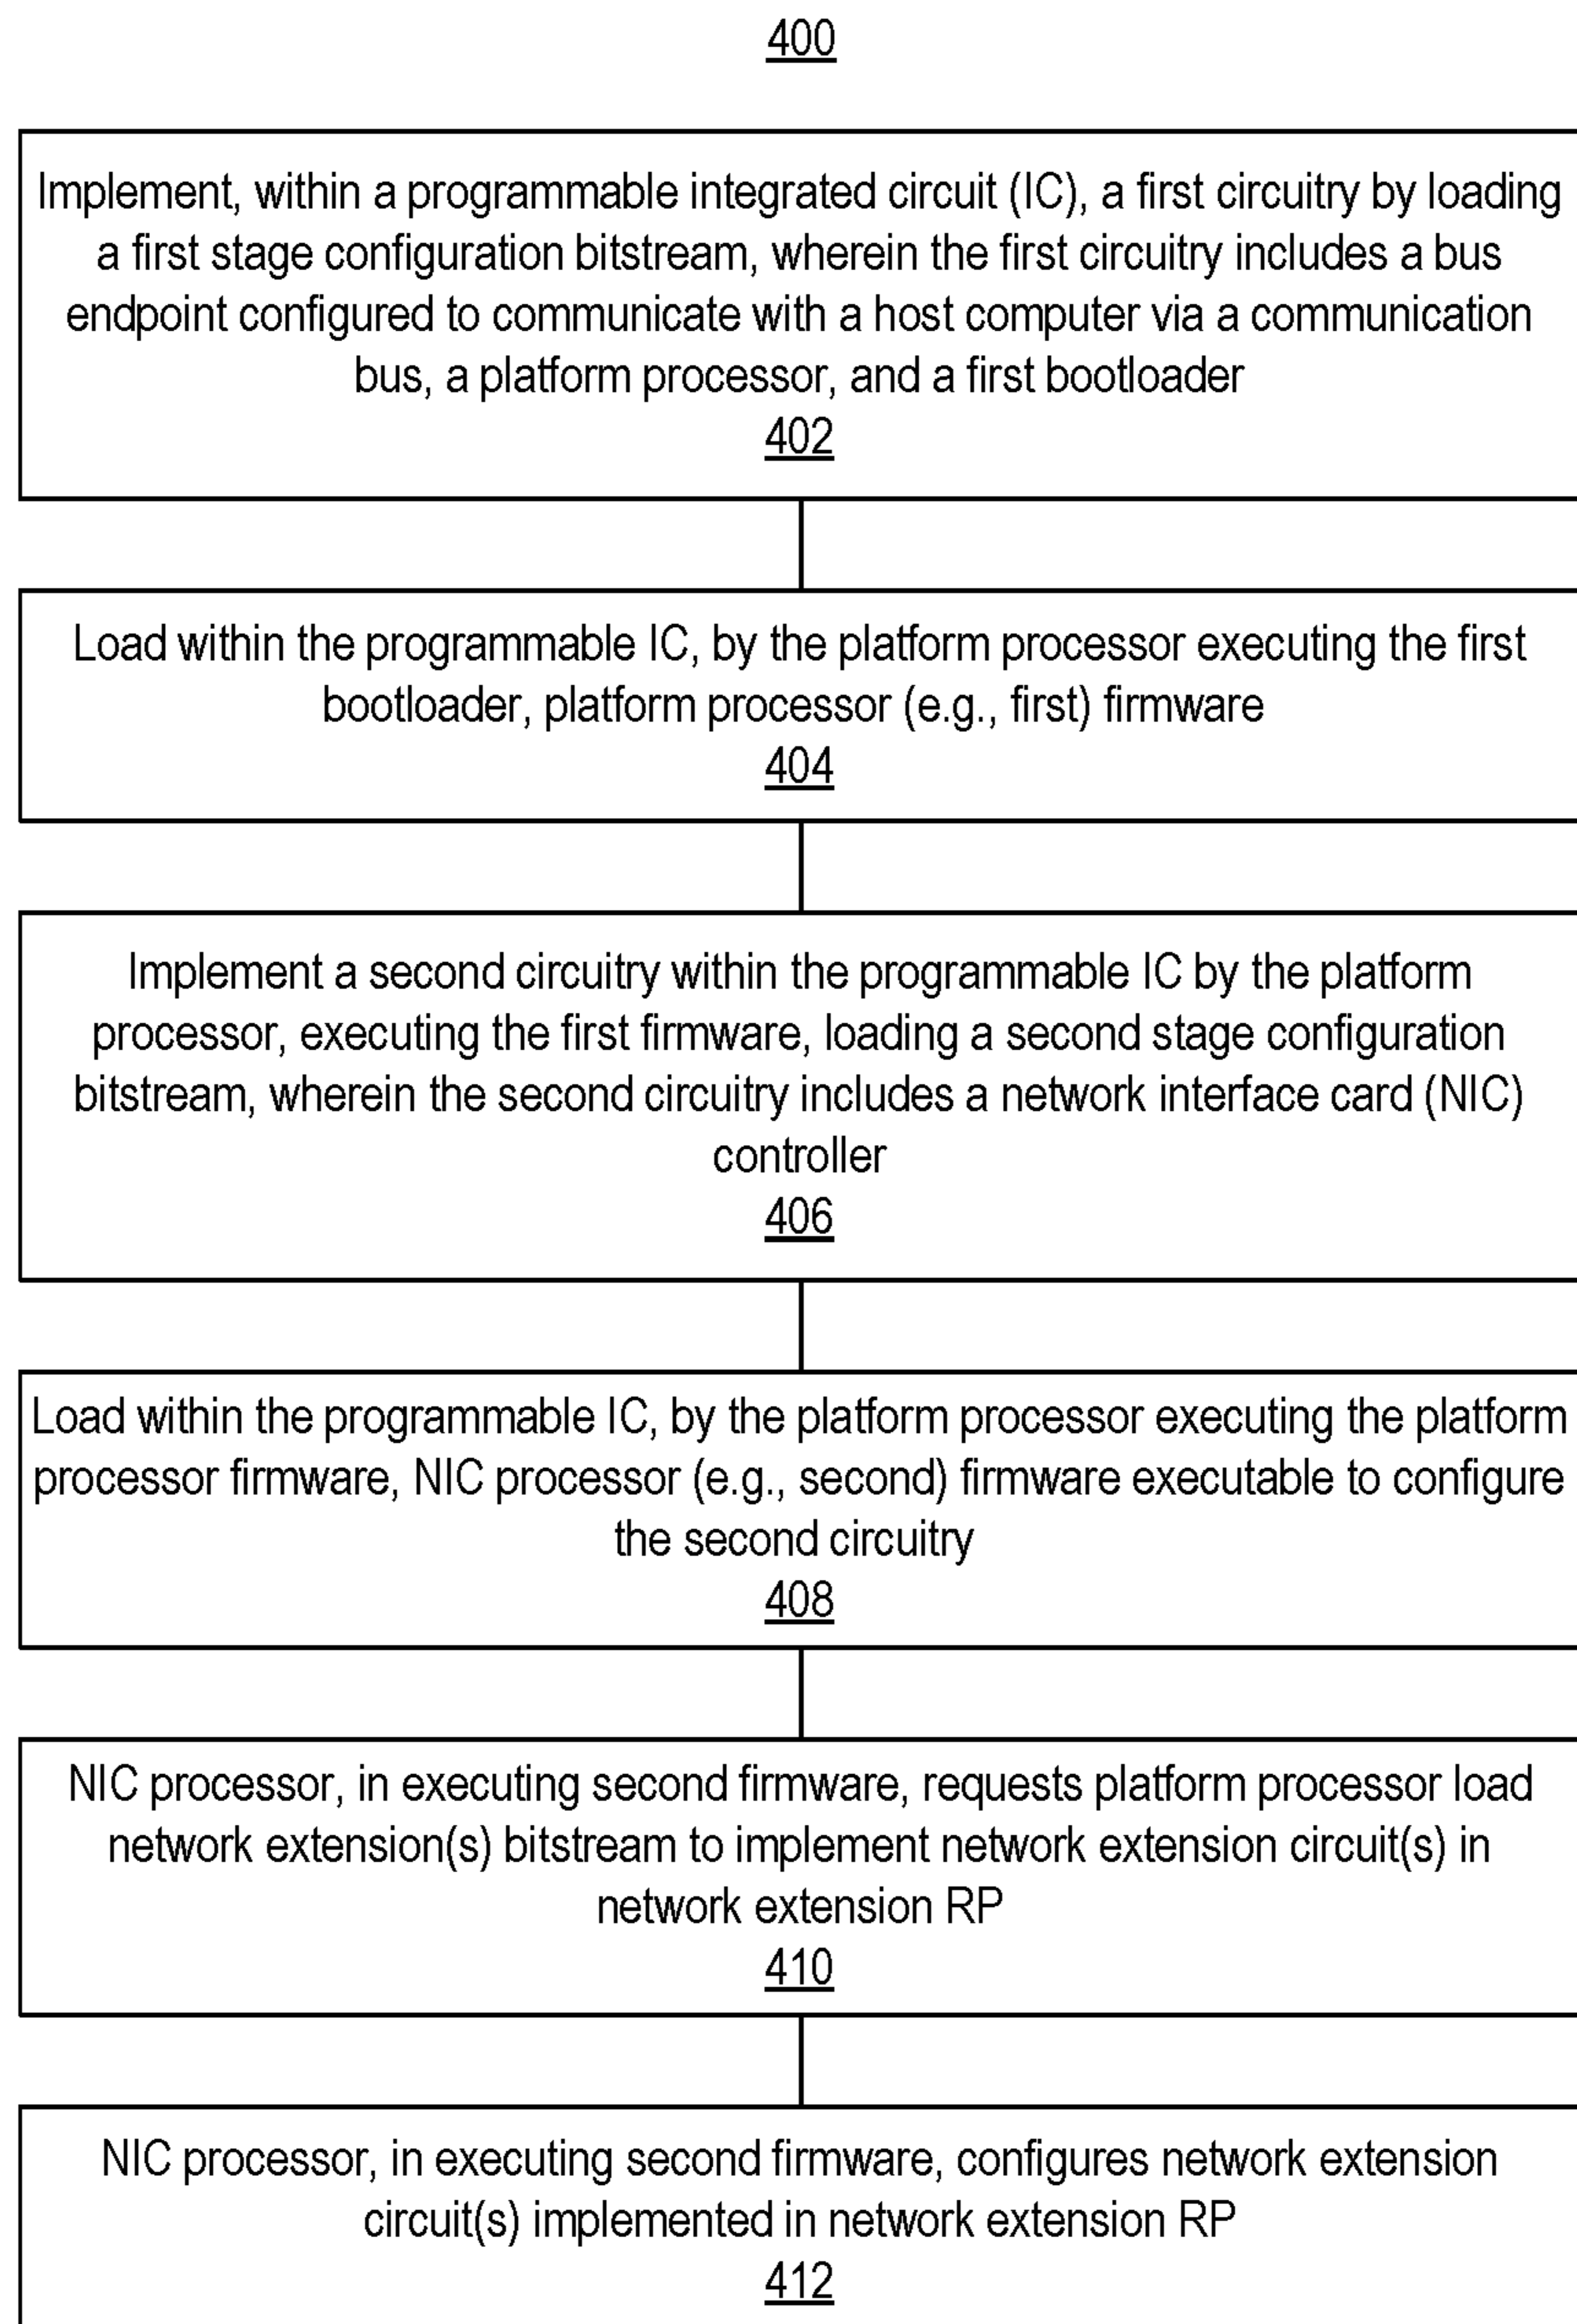 400
Implement, within a programmable integrated circuit (IC), a first circuitry by loading
a first stage configuration bitstream, wherein the first circuitry includes a bus
endpoint configured to communicate with a host computer via a communication
bus, a platform processor, and a first bootloader
402
Load within the programmable IC, by the platform processor executing the first
bootloader, platform processor (e.g., first) firmware
404
Implement a second circuitry within the programmable IC by the platform
processor, executing the first firmware, loading a second stage configuration
bitstream, wherein the second circuitry includes a network interface card (NIC)
controller
406
Load within the programmable IC, by the platform processor executing the platform
processor firmware, NIC processor (e.g., second) firmware executable to configure
the second circuitry
408
NIC processor, in executing second firmware, requests platform processor load
network extension(s) bitstream to implement network extension circuit(s) in
network extension RP
410
NIC processor, in executing second firmware, configures network extension
circuit(s) implemented in network extension RP
412